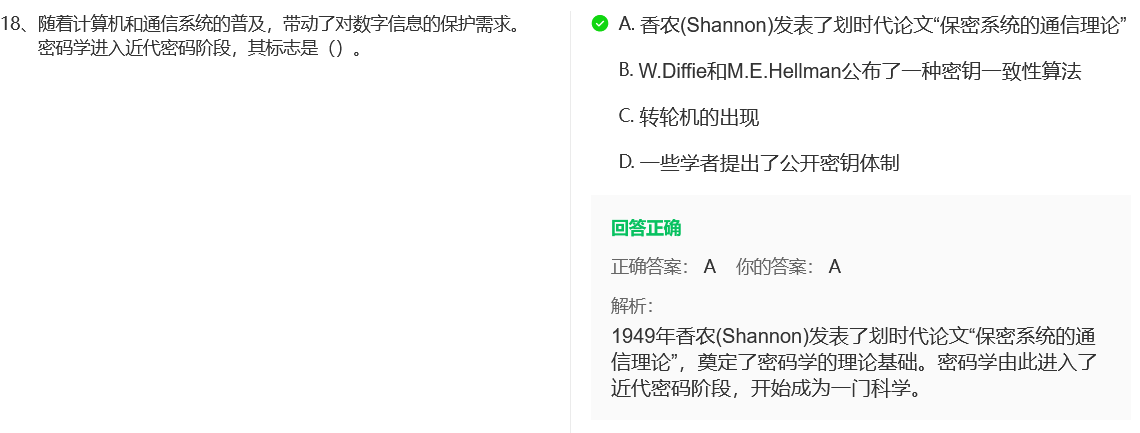 18、随着计算机和通信系统的普及，带动了对数字信息的保护需求。
密码学进入近代密码阶段，其标志是（）。
A. 香农(Shannon)发表了划时代论文“保密系统的通信理论”
B. W.Diffie和M.E.Hellman公布了一种密钥一致性算法
C. 转轮机的出现
D. 一些学者提出了公开密钥体制
回答正确
正确答案： A 你的答案： A
解析：
1949年香农(Shannon)发表了划时代论文“保密系统的通
信理论”，奠定了密码学的理论基础。密码学由此进入了
近代密码阶段，开始成为一门科学。